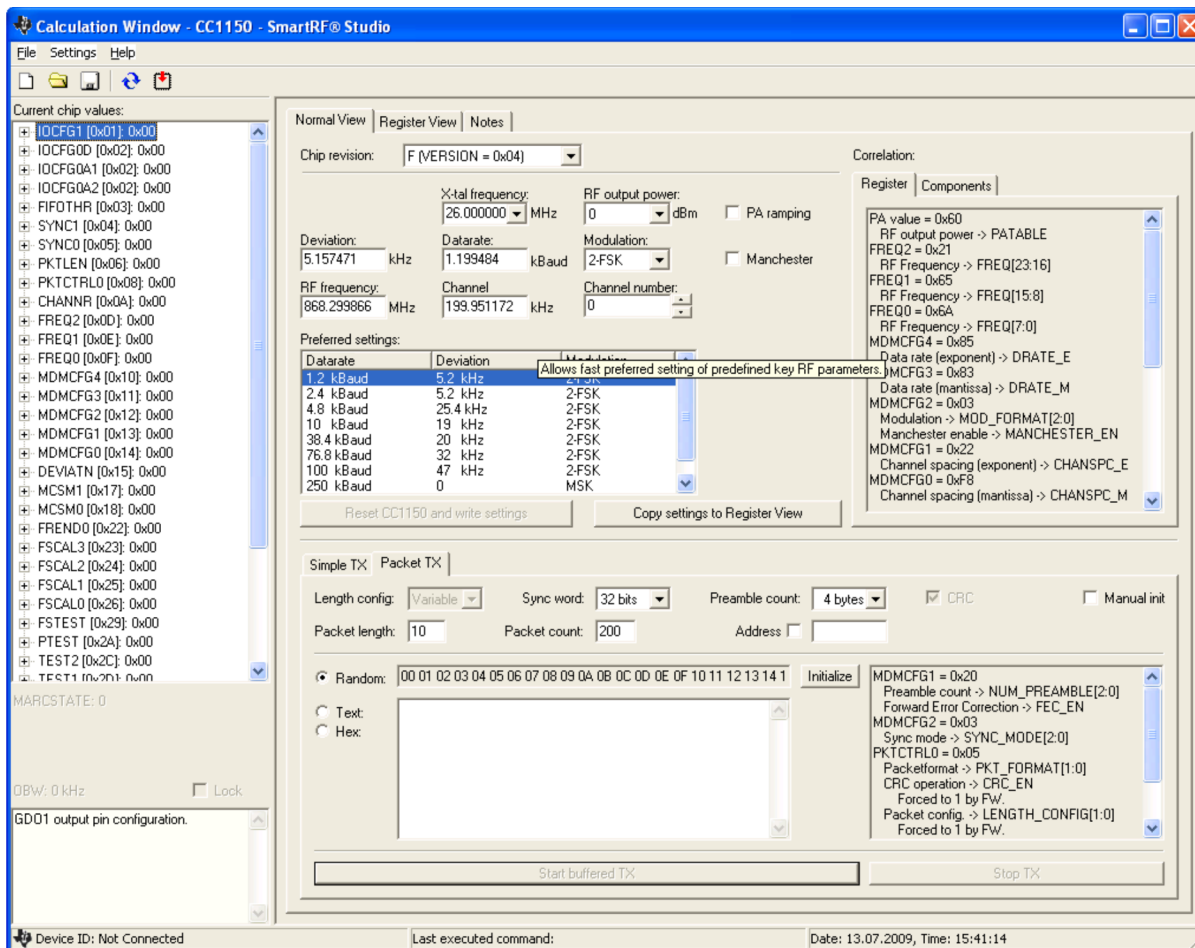 Calculation Window - CC1150 - SmartRF® Studio
File Settings Help
Current chip values:
IOCFG1 [0x01]: 0x00
IOCFG0D [0x02]: 0x00
IOCFG0A1 [0x02]: 0x00
IOCFG0A2 [0x02]: 0x00
FIFOTHR [0x03]: 0x00
SYNC1 [0x04]: 0x00
SYNC0 [0x05]: 0x00
PKTLEN [0x06]: 0x00
PKTCTRL0 [0x08]: 0x00
CHANNR [0x0A]: 0x00
FREQ2 [0x0D]: 0x00
FREQ1 [0x0E]: 0x00
FREQ0 [0x0F]: 0x00
MDMCFG4 [0x10]: 0x00
MDMCFG3 [0x11]: 0x00
MDMCFG2 [0x12]: 0x00
MDMCFG1 [0x13]: 0x00
MDMCFG0 [0x14]: 0x00
DEVIATN [0x15]: 0x00
MCSM1 [0x17]: 0x00
MCSM0 [0x18]: 0x00
FREND0 [0x22]: 0x00
FSCAL3 [0x23]: 0x00
FSCAL2 [0x24]: 0x00
FSCAL1 [0x25]: 0x00
FSCAL0 [0x26]: 0x00
FSTEST [0x29]: 0x00
PTEST [0x2A]: 0x00
TEST2 [0x2C]: 0x00
TEST1 [0x2D]: 0x00
MARCSTATE: 0
OBW: 0 kHz Lock
GDO1 output pin configuration.
Normal View Register View Notes
Chip revision: F (VERSION = 0x04)
X-tal frequency: RF output power:
26.000000 MHz 0 dBm PA ramping
Deviation: Datarate: Modulation:
5.157471 kHz 1.199484 kBaud 2-FSK Manchester
RF frequency: Channel Channel number:
868.299866 MHz 199.951172 kHz 0
Preferred settings:
Datarate Deviation Modulation
Allows fast preferred setting of predefined key RF parameters.
1.2 kBaud 5.2 kHz 2-FSK
2.4 kBaud 5.2 kHz 2-FSK
4.8 kBaud 25.4 kHz 2-FSK
10 kBaud 19 kHz 2-FSK
38.4 kBaud 20 kHz 2-FSK
76.8 kBaud 32 kHz 2-FSK
100 kBaud 47 kHz 2-FSK
250 kBaud 0 MSK
Reset CC1150 and write settings Copy settings to Register View
Correlation:
Register Components
PA value = 0x60
RF output power -> PATABLE
FREQ2 = 0x21
RF Frequency -> FREQ[23:16]
FREQ1 = 0x65
RF Frequency -> FREQ[15:8]
FREQ0 = 0x6A
RF Frequency -> FREQ[7:0]
MDMCFG4 = 0x85
Data rate (exponent) -> DRATE_E
MDMCFG3 = 0x83
Data rate (mantissa) -> DRATE_M
MDMCFG2 = 0x03
Modulation -> MOD_FORMAT[2:0]
Manchester enable -> MANCHESTER_EN
MDMCFG1 = 0x22
Channel spacing (exponent) -> CHANSPC_E
MDMCFG0 = 0xF8
Channel spacing (mantissa) -> CHANSPC_M
Simple TX Packet TX
Length config: Variable Sync word: 32 bits Preamble count: 4 bytes CRC Manual init
Packet length: 10 Packet count: 200 Address
Random: 00 01 02 03 04 05 06 07 08 09 0A 0B 0C 0D 0E 0F 10 11 12 13 14 1 Initialize
Text:
Hex:
MDMCFG1 = 0x20
Preamble count -> NUM_PREAMBLE[2:0]
Forward Error Correction -> FEC_EN
MDMCFG2 = 0x03
Sync mode -> SYNC_MODE[2:0]
PKTCTRL0 = 0x05
Packetformat -> PKT_FORMAT[1:0]
CRC operation -> CRC_EN
Forced to 1 by FW.
Packet config. -> LENGTH_CONFIG[1:0]
Forced to 1 by FW.
Start buffered TX Stop TX
Device ID: Not Connected Last executed command: Date: 13.07.2009, Time: 15:41:14